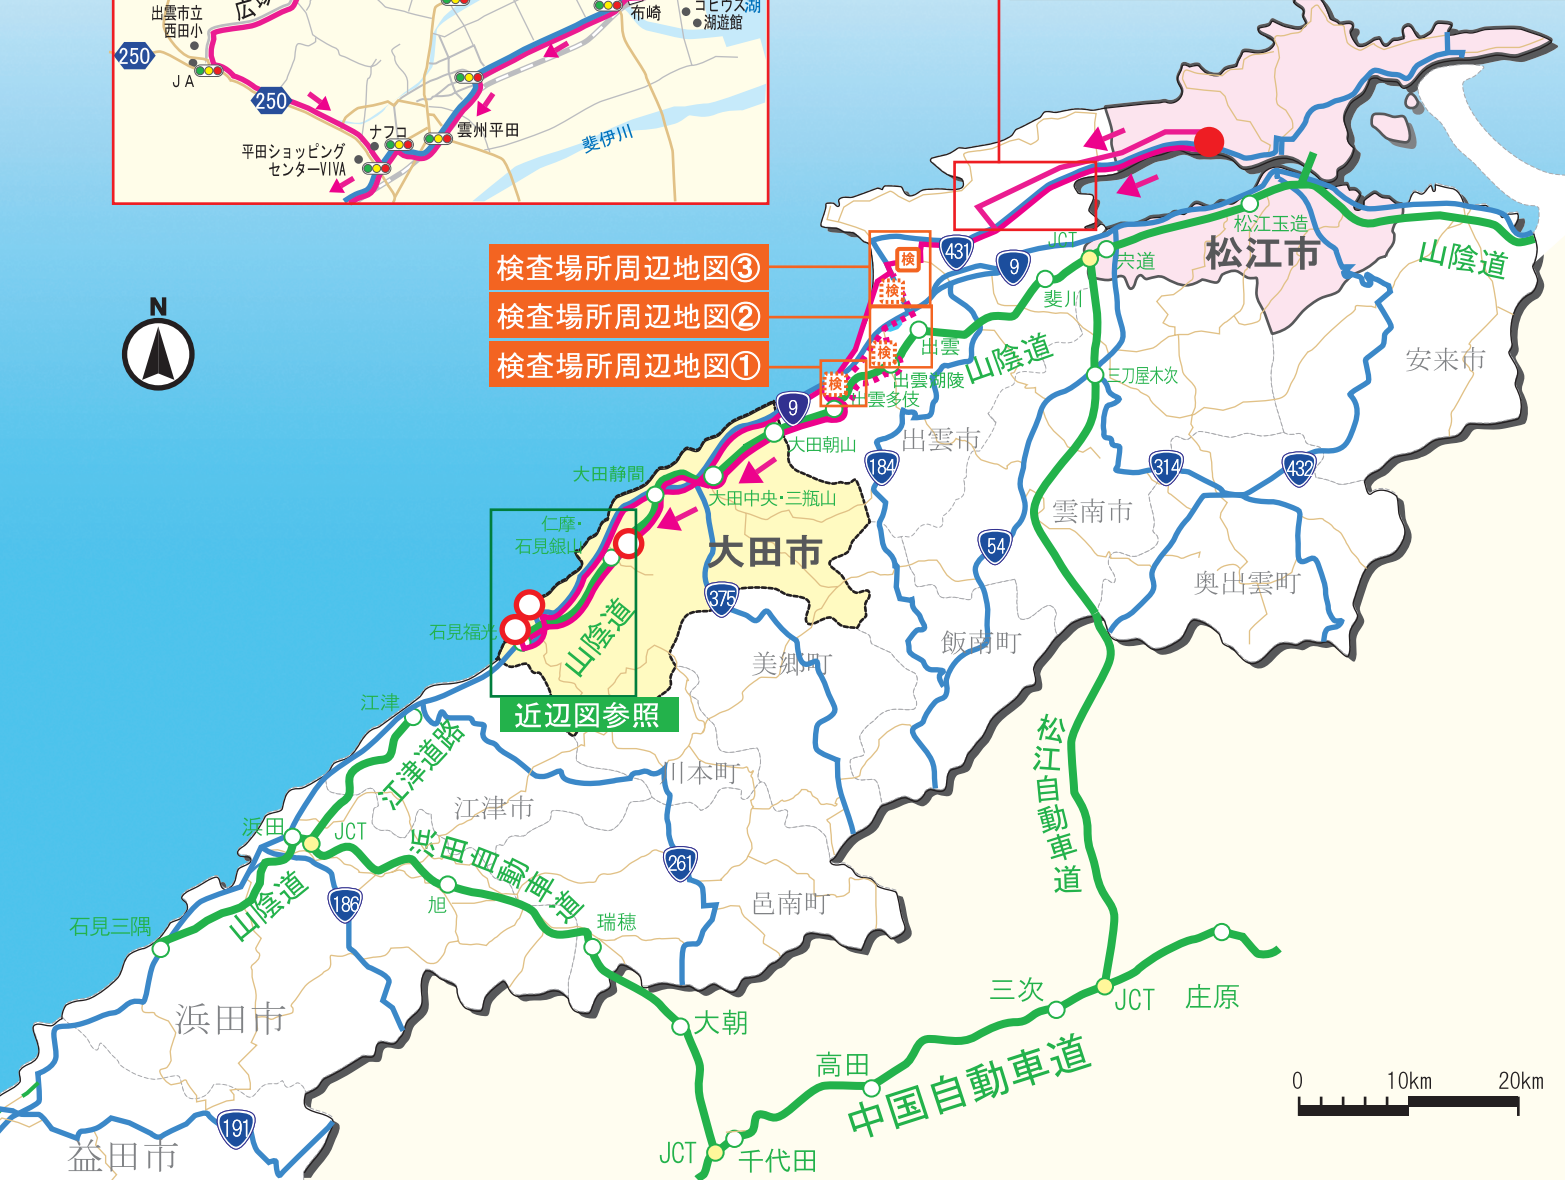 出雲市立
西田小
250
JA
250
ナフコ
平田ショッピング
センターVIVA
雲州平田
斐伊川
布崎
湖遊館
N
検査場所周辺地図③
検査場所周辺地図②
検査場所周辺地図①
検
検
検
検
431
9
JCT
宍道
斐川
松江玉造
松江市
山陰道
出雲
山陰道
出雲湖陵
出雲多伎
三刀屋木次
安来市
9
大田朝山
出雲市
184
314
432
大田静間
大田中央・三瓶山
仁摩・
石見銀山
雲南市
54
大田市
奥出雲町
375
石見福光
山陰道
飯南町
美郷町
近辺図参照
江津
江津道路
松江自動車道
川本町
江津市
浜田
JCT
浜田自動車道
261
旭
186
山陰道
邑南町
瑞穂
石見三隅
浜田市
三次
JCT
庄原
大朝
高田
中国自動車道
191
益田市
JCT
千代田
0
10km
20km